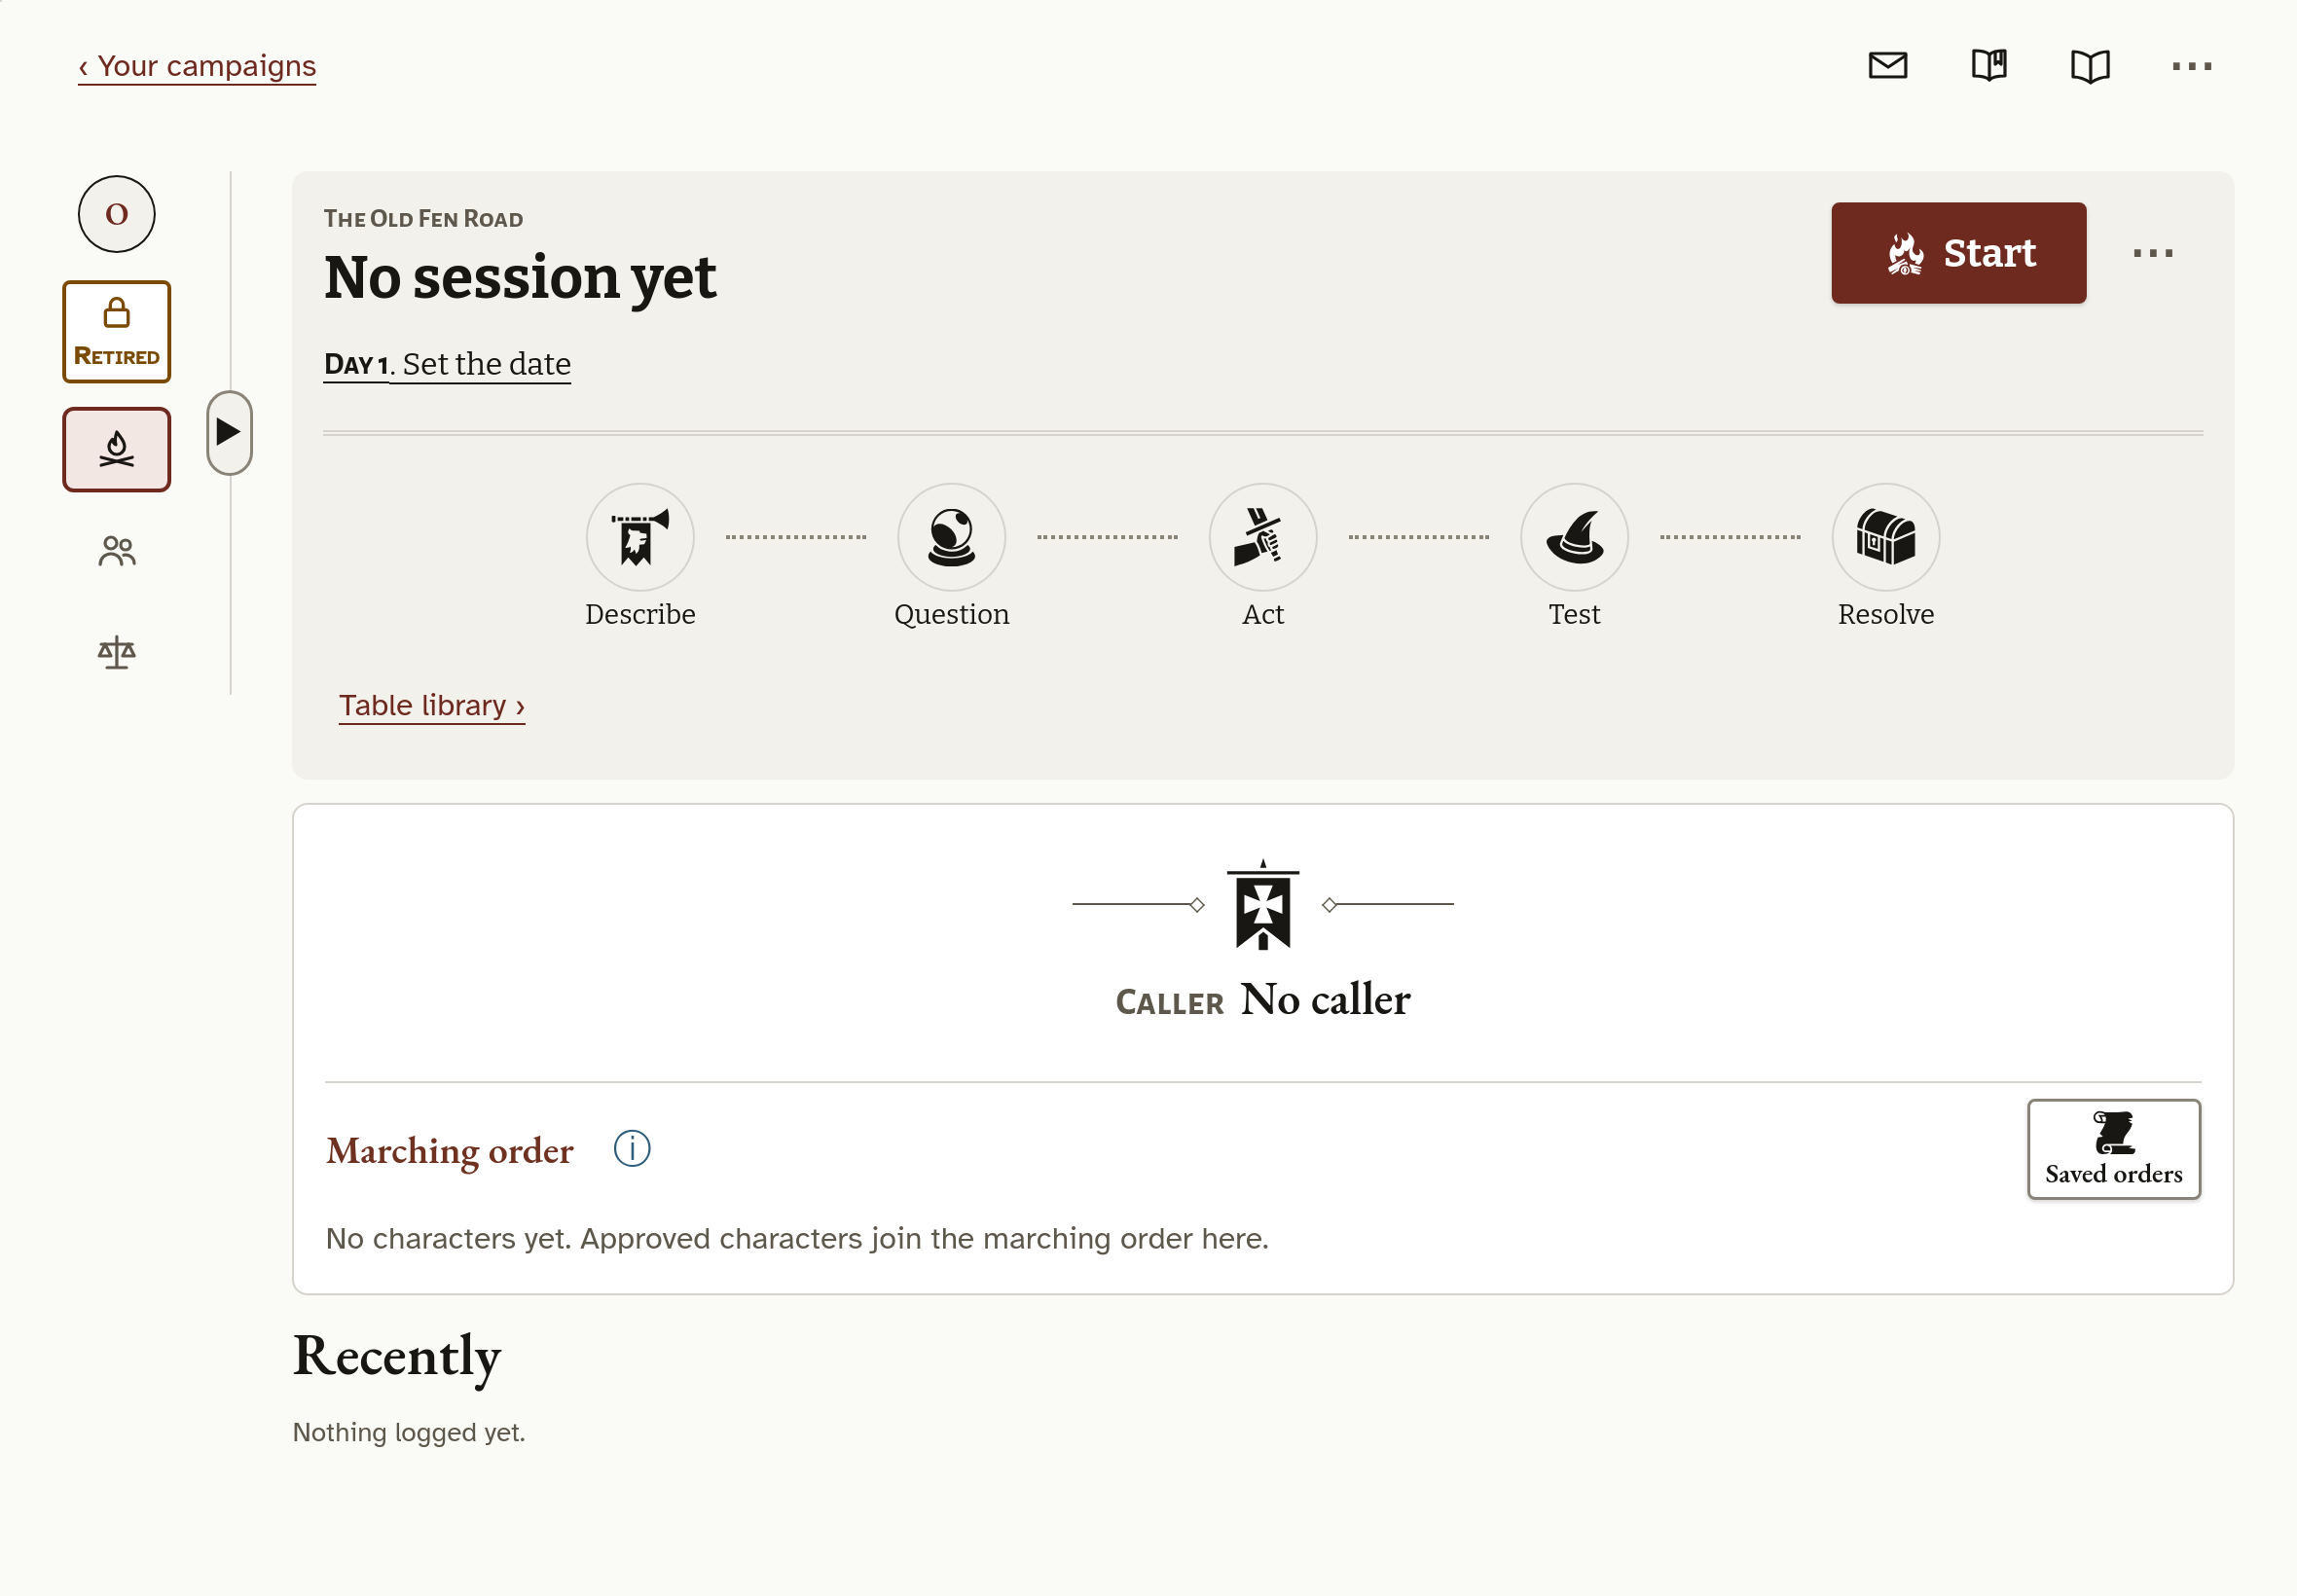 ‹ Your campaigns
O
Retired
The Old Fen Road
No session yet
Start
Day 1. Set the date
Describe
Question
Act
Test
Resolve
Table library ›
Caller No caller
Marching order
Saved orders
No characters yet. Approved characters join the marching order here.
Recently
Nothing logged yet.